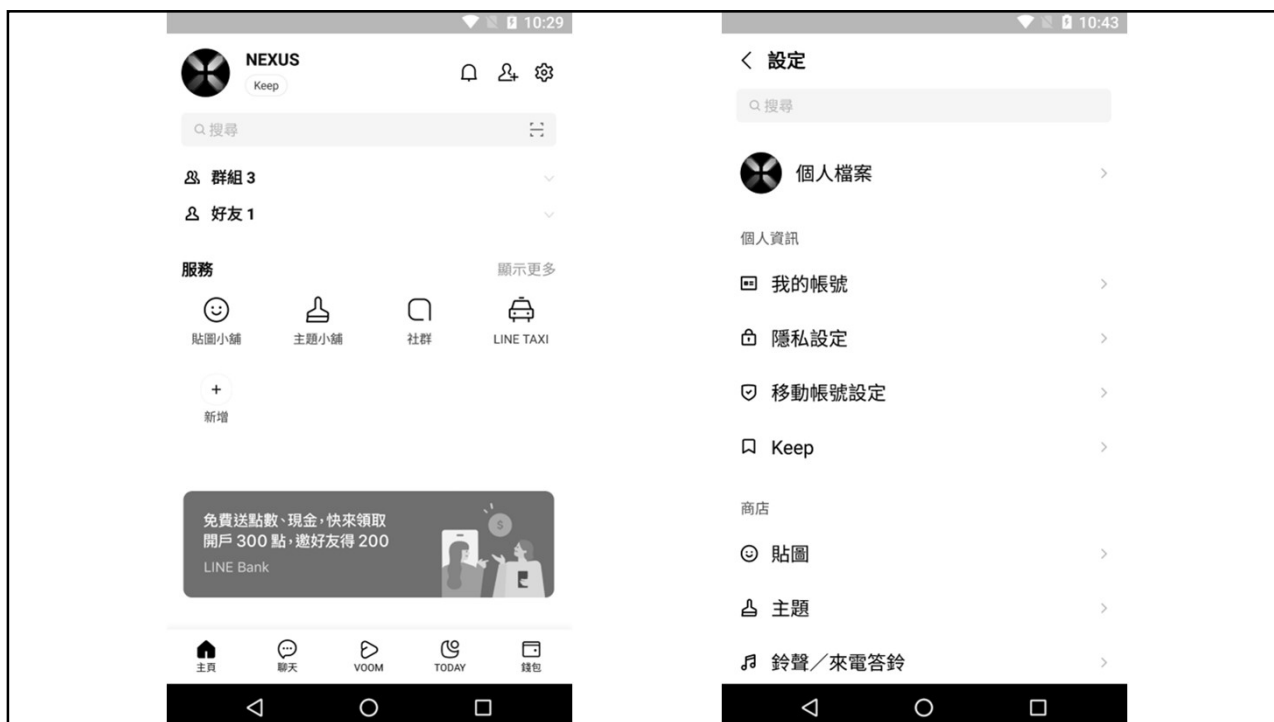 10:29
NEXUS
Keep
搜尋
群組 3
好友 1
服務
顯示更多
貼圖小舖
主題小舖
社群
LINE TAXI
新增
免費送點數、現金，快來領取
開戶 300 點，邀好友得 200
LINE Bank
主頁
聊天
VOOM
TODAY
錢包
10:43
設定
搜尋
個人檔案
個人資訊
我的帳號
隱私設定
移動帳號設定
Keep
商店
貼圖
主題
鈴聲／來電答鈴